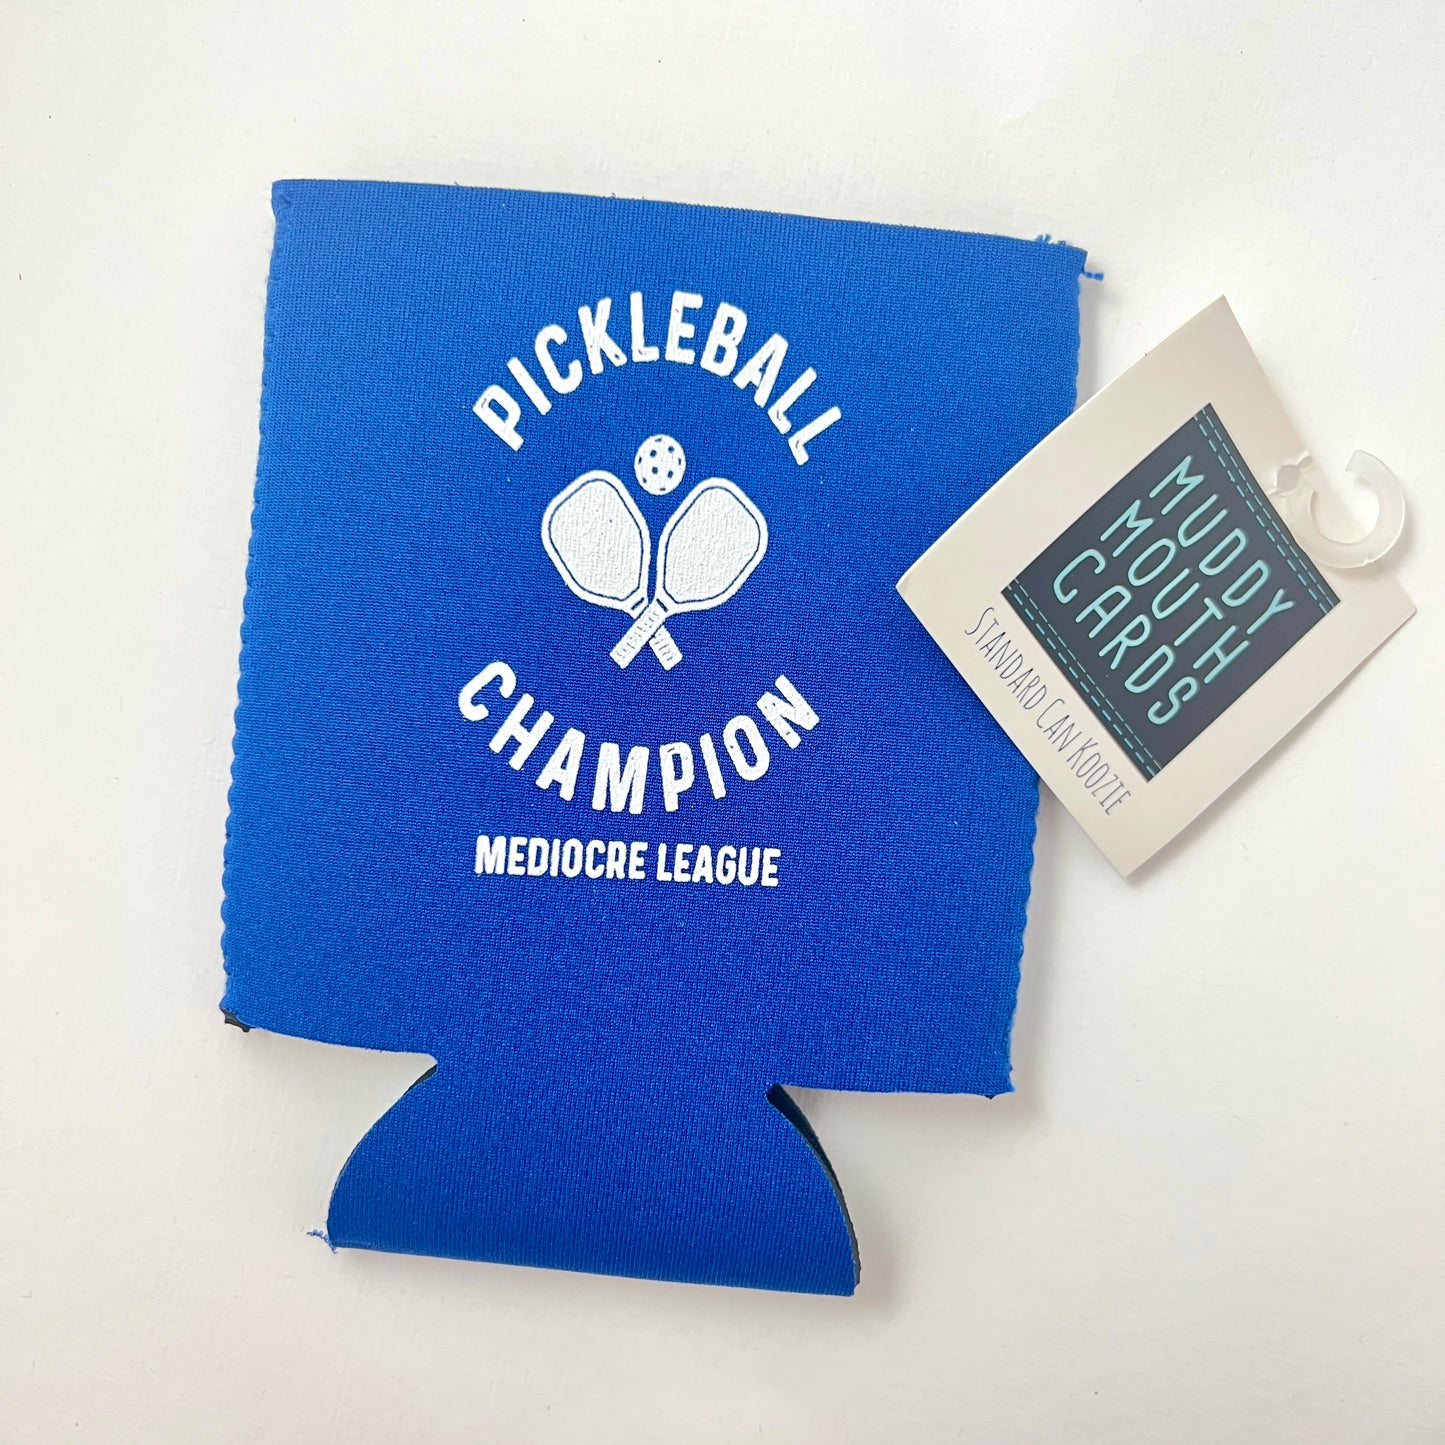 PICKLEBALL
CHAMPION
MEDIOCRE LEAGUE
MUDDY
MOUTH
CARDS
STANDARD CAN KOOZIE